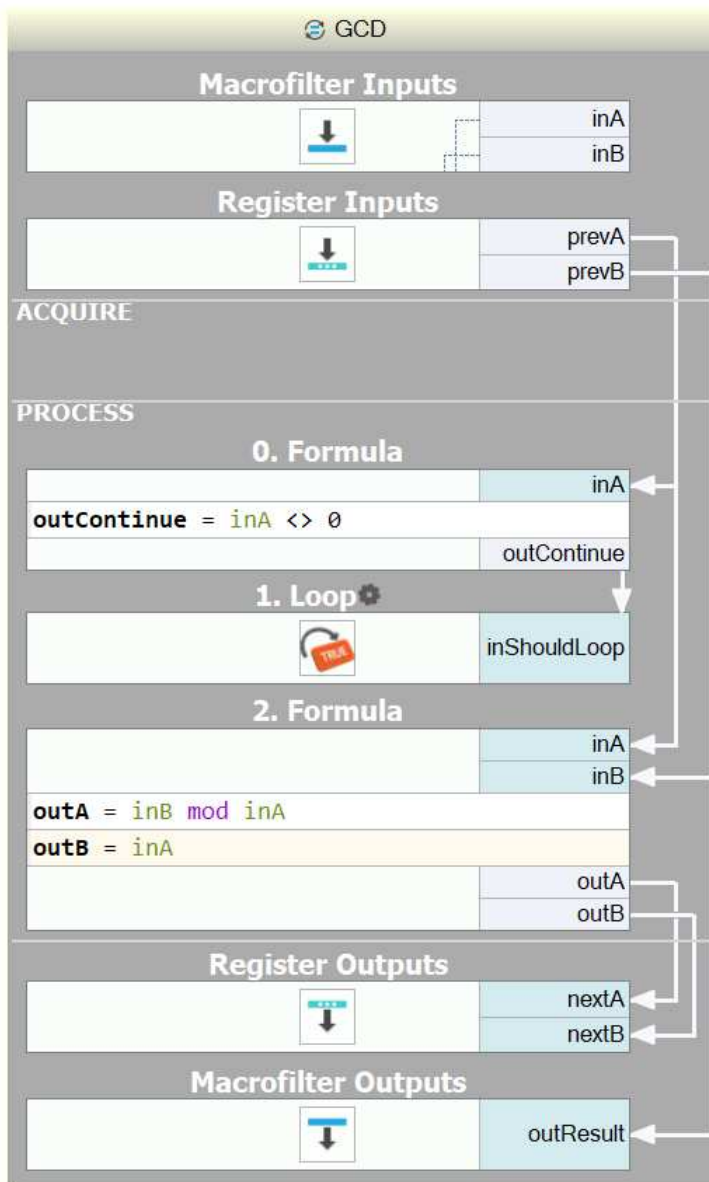 GCD
Macrofilter Inputs
inA
inB
Register Inputs
prevA
prevB
ACQUIRE
PROCESS
0. Formula
inA
outContinue = inA <> 0
outContinue
1. Loop
TRUE
inShouldLoop
2. Formula
inA
inB
outA = inB mod inA
outB = inA
outA
outB
Register Outputs
nextA
nextB
Macrofilter Outputs
outResult